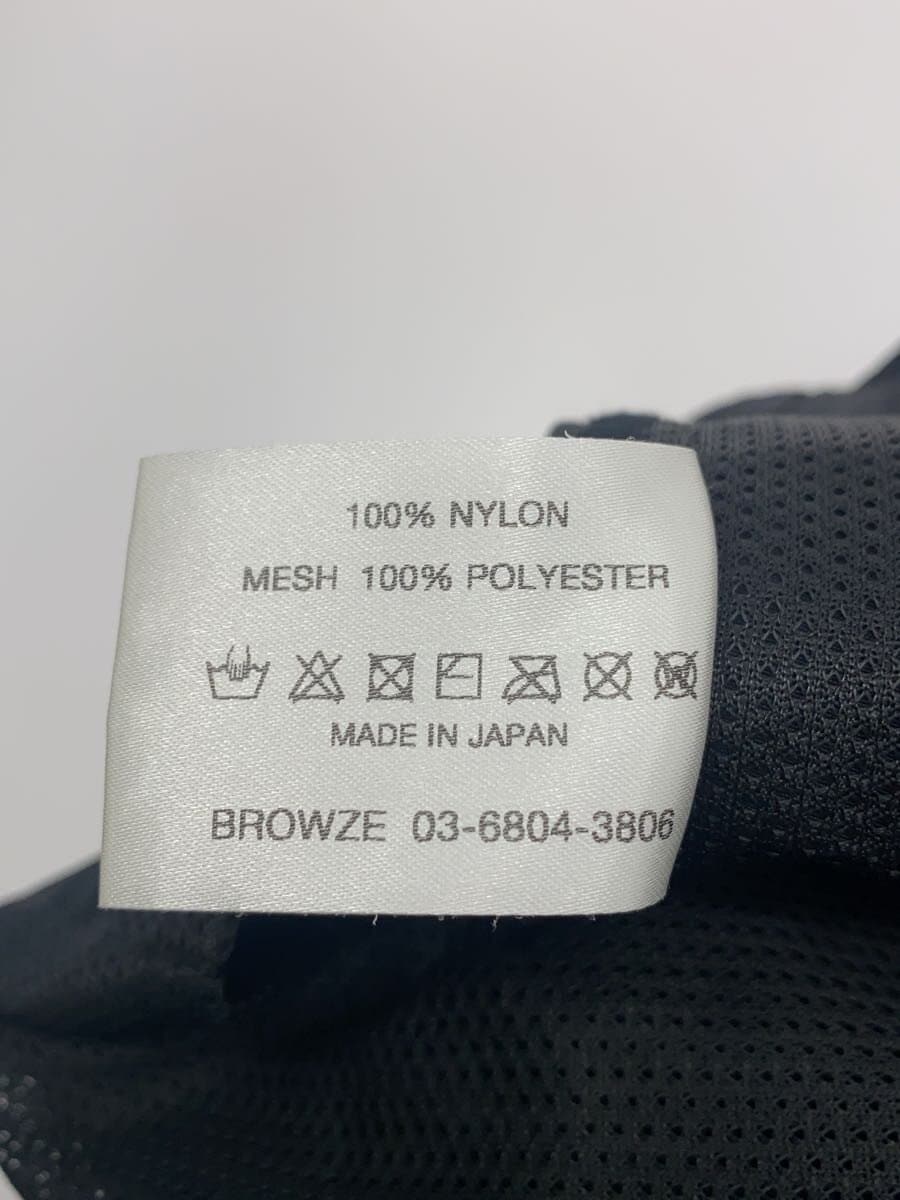 100% NYLON
MESH 100% POLYESTER
W
MADE IN JAPAN
BROWZE 03-6804-3806